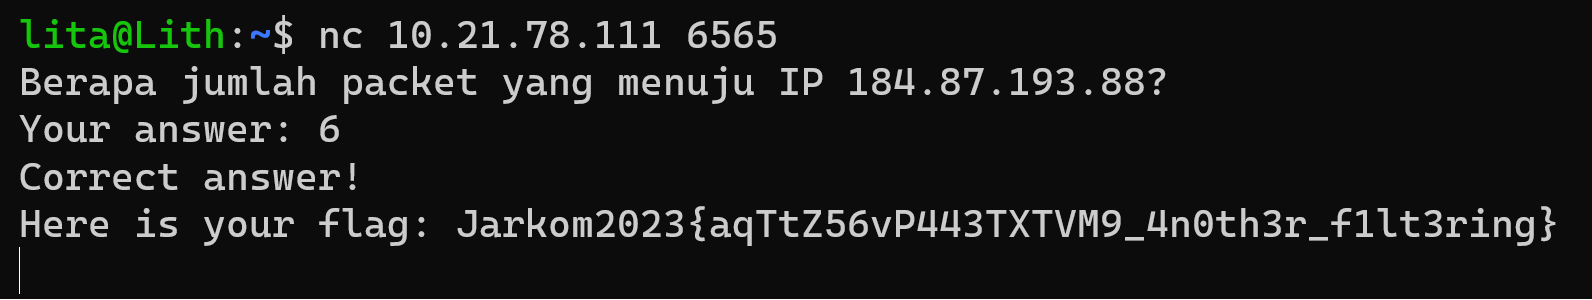 lita@Lith:~$ nc 10.21.78.111 6565
Berapa jumlah packet yang menuju IP 184.87.193.88?
Your answer: 6
Correct answer!
Here is your flag: Jarkom2023{aqTtZ56vP443TXTVM9_4n0th3r_f1lt3ring}